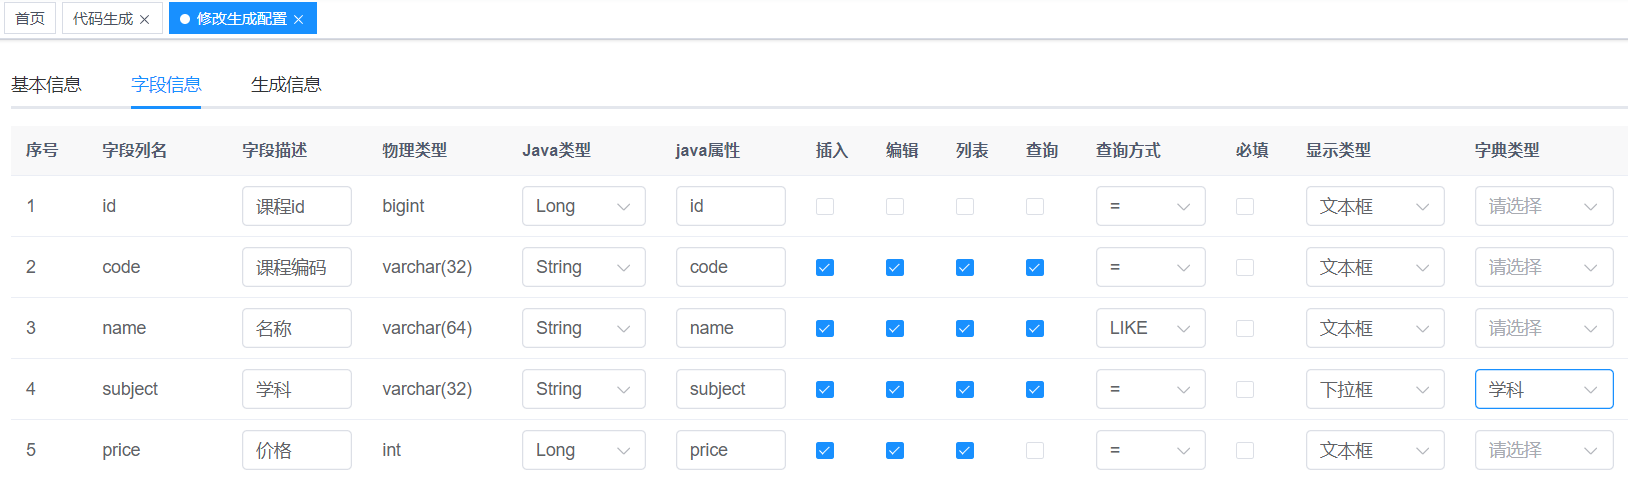 首页 代码生成 修改生成配置
基本信息 字段信息 生成信息
序号 字段列名 字段描述 物理类型 Java类型 java属性 插入 编辑 列表 查询 查询方式 必填 显示类型 字典类型
1 id 课程id bigint Long id = 文本框 请选择
2 code 课程编码 varchar(32) String code = 文本框 请选择
3 name 名称 varchar(64) String name LIKE 文本框 请选择
4 subject 学科 varchar(32) String subject = 下拉框 学科
5 price 价格 int Long price = 文本框 请选择